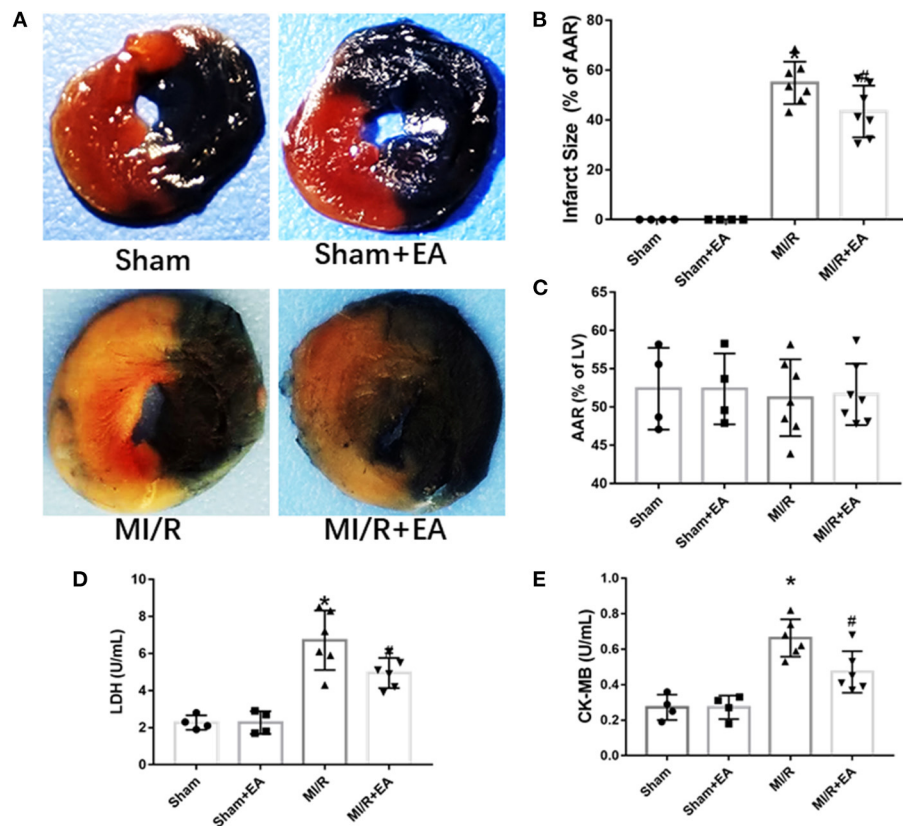 A
Sham
Sham+EA
MI/R
MI/R+EA
B
Infarct Size (% of AAR)
80
60
40
20
0
*
#
Sham
Sham+EA
MI/R
MI/R+EA
C
AAR (% of LV)
65
60
55
50
45
40
Sham
Sham+EA
MI/R
MI/R+EA
D
LDH (U/mL)
10
8
6
4
2
0
*
#
Sham
Sham+EA
MI/R
MI/R+EA
E
CK-MB (U/mL)
1.0
0.8
0.6
0.4
0.2
0.0
*
#
Sham
Sham+EA
MI/R
MI/R+EA